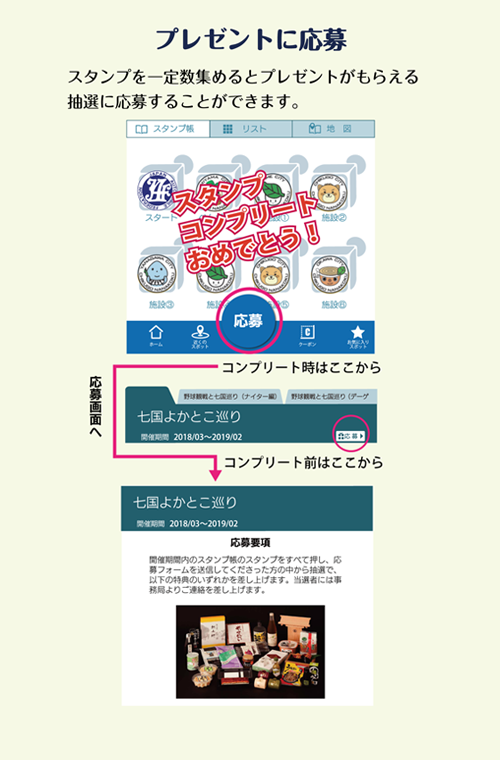 プレゼントに応募
スタンプを一定数集めるとプレゼントがもらえる
抽選に応募することができます。
スタンプ帳 リスト 地図
スタート 施設② 
スタンプ
コンプリート
おめでとう!
施設③ 施設⑥
応募
ホーム 近くのスポット クーポン お気に入りスポット
コンプリート時はここから
応募画面へ
野球観戦と七国巡り(ナイター編) 野球観戦と七国巡り(デーゲ
七国よかとこ巡り
開催期間 2018/03~2019/02
応募
コンプリート前はここから
七国よかとこ巡り
開催期間 2018/03~2019/02
応募要項
開催期間内のスタンプ帳のスタンプをすべて押し、応
募フォームを送信してくださった方の中から抽選で、
以下の特典のいずれかを差し上げます。当選者には事
務局よりご連絡を差し上げます。